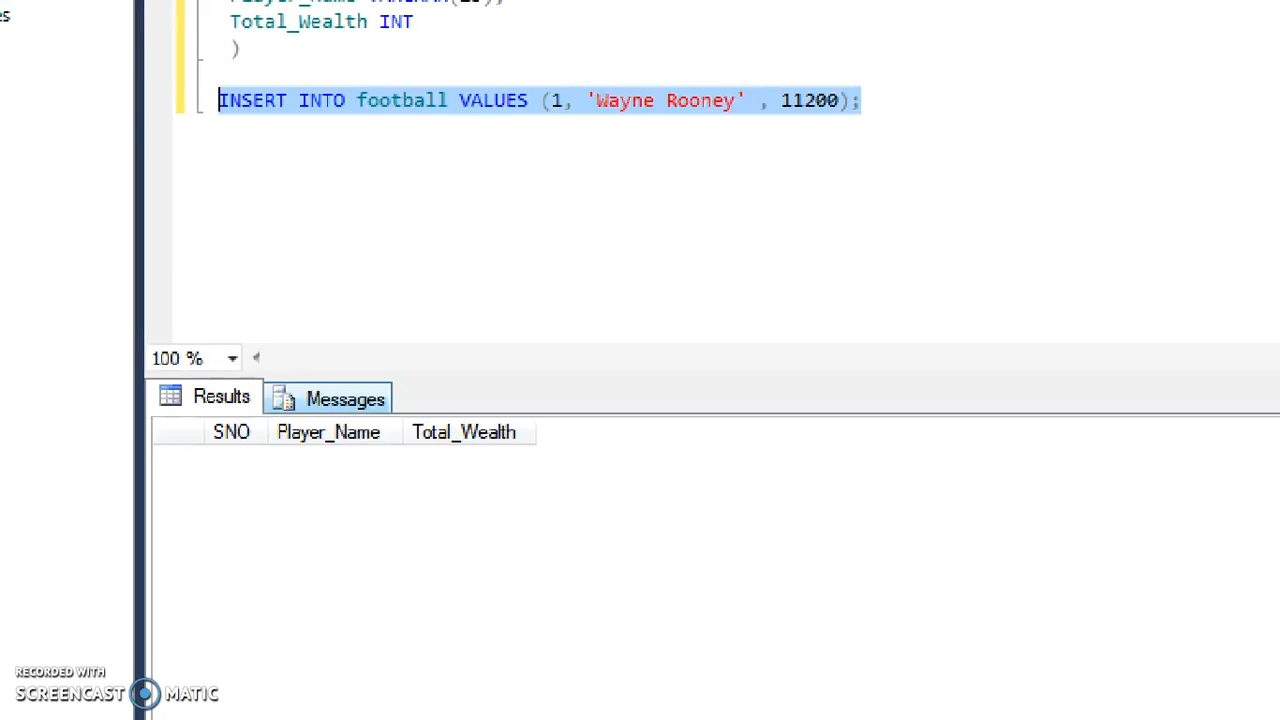 es
Total_Wealth INT
)
INSERT INTO football VALUES (1, 'Wayne Rooney' , 11200);
100 %
Results Messages
SNO Player_Name Total_Wealth
RECORDED WITH
SCREENCAST MATIC